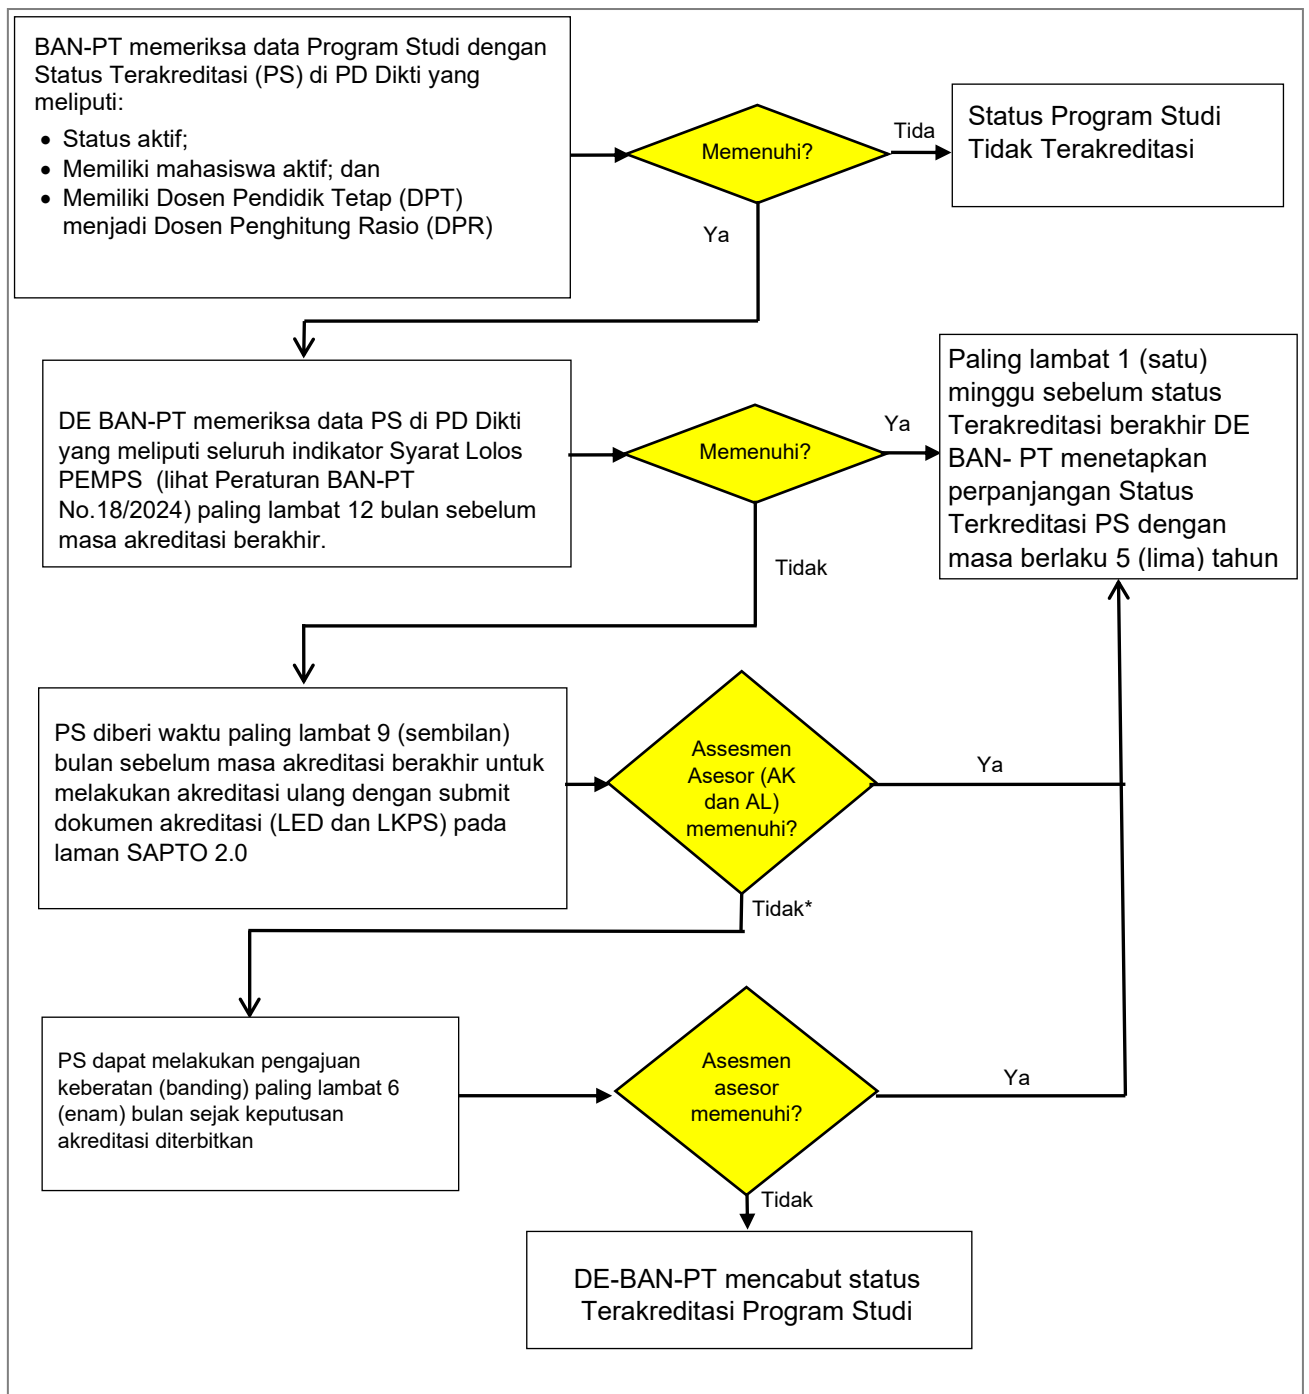 BAN-PT memeriksa data Program Studi dengan
Status Terakreditasi (PS) di PD Dikti yang
meliputi:
• Status aktif;
• Memiliki mahasiswa aktif; dan
• Memiliki Dosen Pendidik Tetap (DPT)
menjadi Dosen Penghitung Rasio (DPR)
Memenuhi?
Tida
Status Program Studi
Tidak Terakreditasi
Ya
DE BAN-PT memeriksa data PS di PD Dikti
yang meliputi seluruh indikator Syarat Lolos
PEMPS (lihat Peraturan BAN-PT
No.18/2024) paling lambat 12 bulan sebelum
masa akreditasi berakhir.
Memenuhi?
Ya
Paling lambat 1 (satu)
minggu sebelum status
Terakreditasi berakhir DE
BAN- PT menetapkan
perpanjangan Status
Terkreditasi PS dengan
masa berlaku 5 (lima) tahun
Tidak
PS diberi waktu paling lambat 9 (sembilan)
bulan sebelum masa akreditasi berakhir untuk
melakukan akreditasi ulang dengan submit
dokumen akreditasi (LED dan LKPS) pada
laman SAPTO 2.0
Assesmen
Asesor (AK
dan AL)
memenuhi?
Ya
Tidak*
PS dapat melakukan pengajuan
keberatan (banding) paling lambat 6
(enam) bulan sejak keputusan
akreditasi diterbitkan
Asesmen
asesor
memenuhi?
Ya
Tidak
DE-BAN-PT mencabut status
Terakreditasi Program Studi